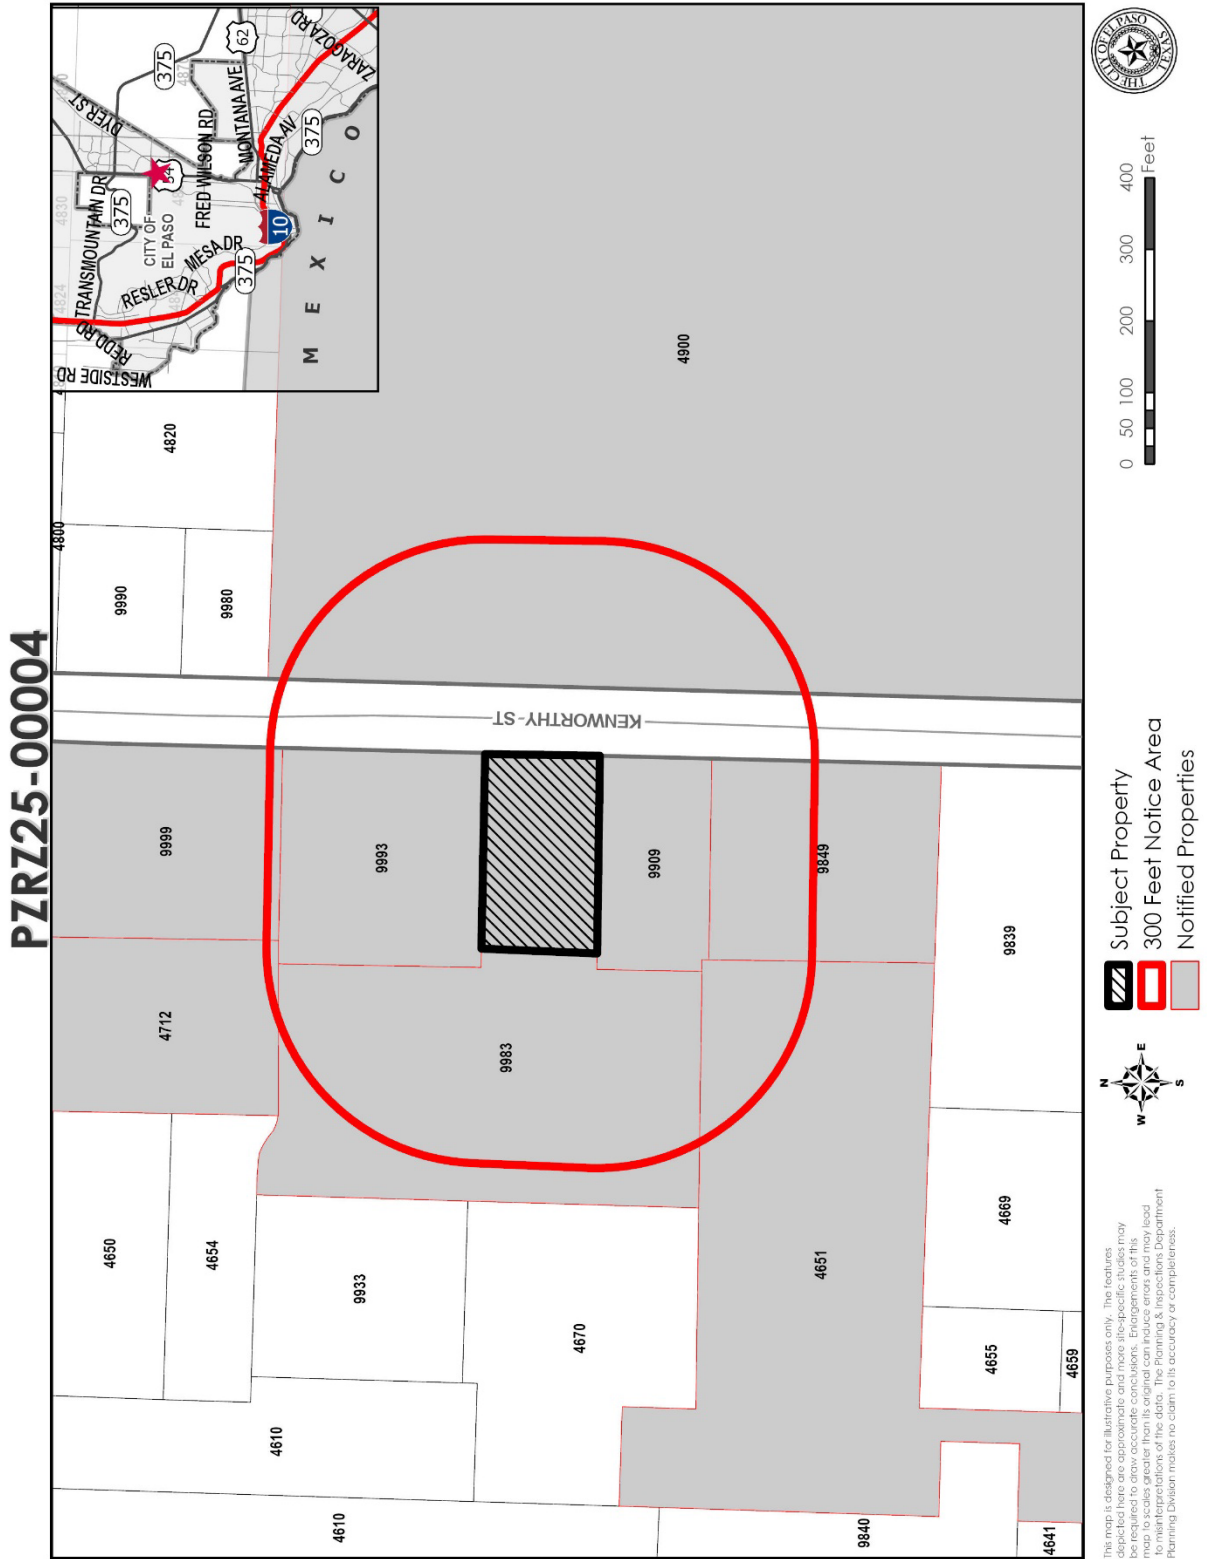 PZRZ25-00004
4820
4800
9990
9980
4900
KENWORTHY ST
9999
9993
9909
9849
9839
4712
9983
4650
4654
9933
4670
4651
4669
4655
4659
4610
4610
9840
4641
WESTSIDE RD
REDD RD
TRANSMOUNTAIN DR
RESLER DR
MESA DR
DYER ST
FRED WILSON RD
MONTANA AVE
ALAMEDA AV
ZARAGOZA RD
CITY OF
EL PASO
375
375
375
375
54
62
10
4824
4830
M E X I C O
THE CITY OF EL PASO
TEXAS
0 50 100 200 300 400
Feet
Subject Property
300 Feet Notice Area
Notified Properties
N
W E
S
This map is designed for illustrative purposes only. The features
depicted here are approximate and more site-specific studies may
be required to draw accurate conclusions. Enlargements of this
map to scales greater than its original can induce errors and may lead
to misinterpretations of the data. The Planning & Inspections Department
Planning Division makes no claim to its accuracy or completeness.